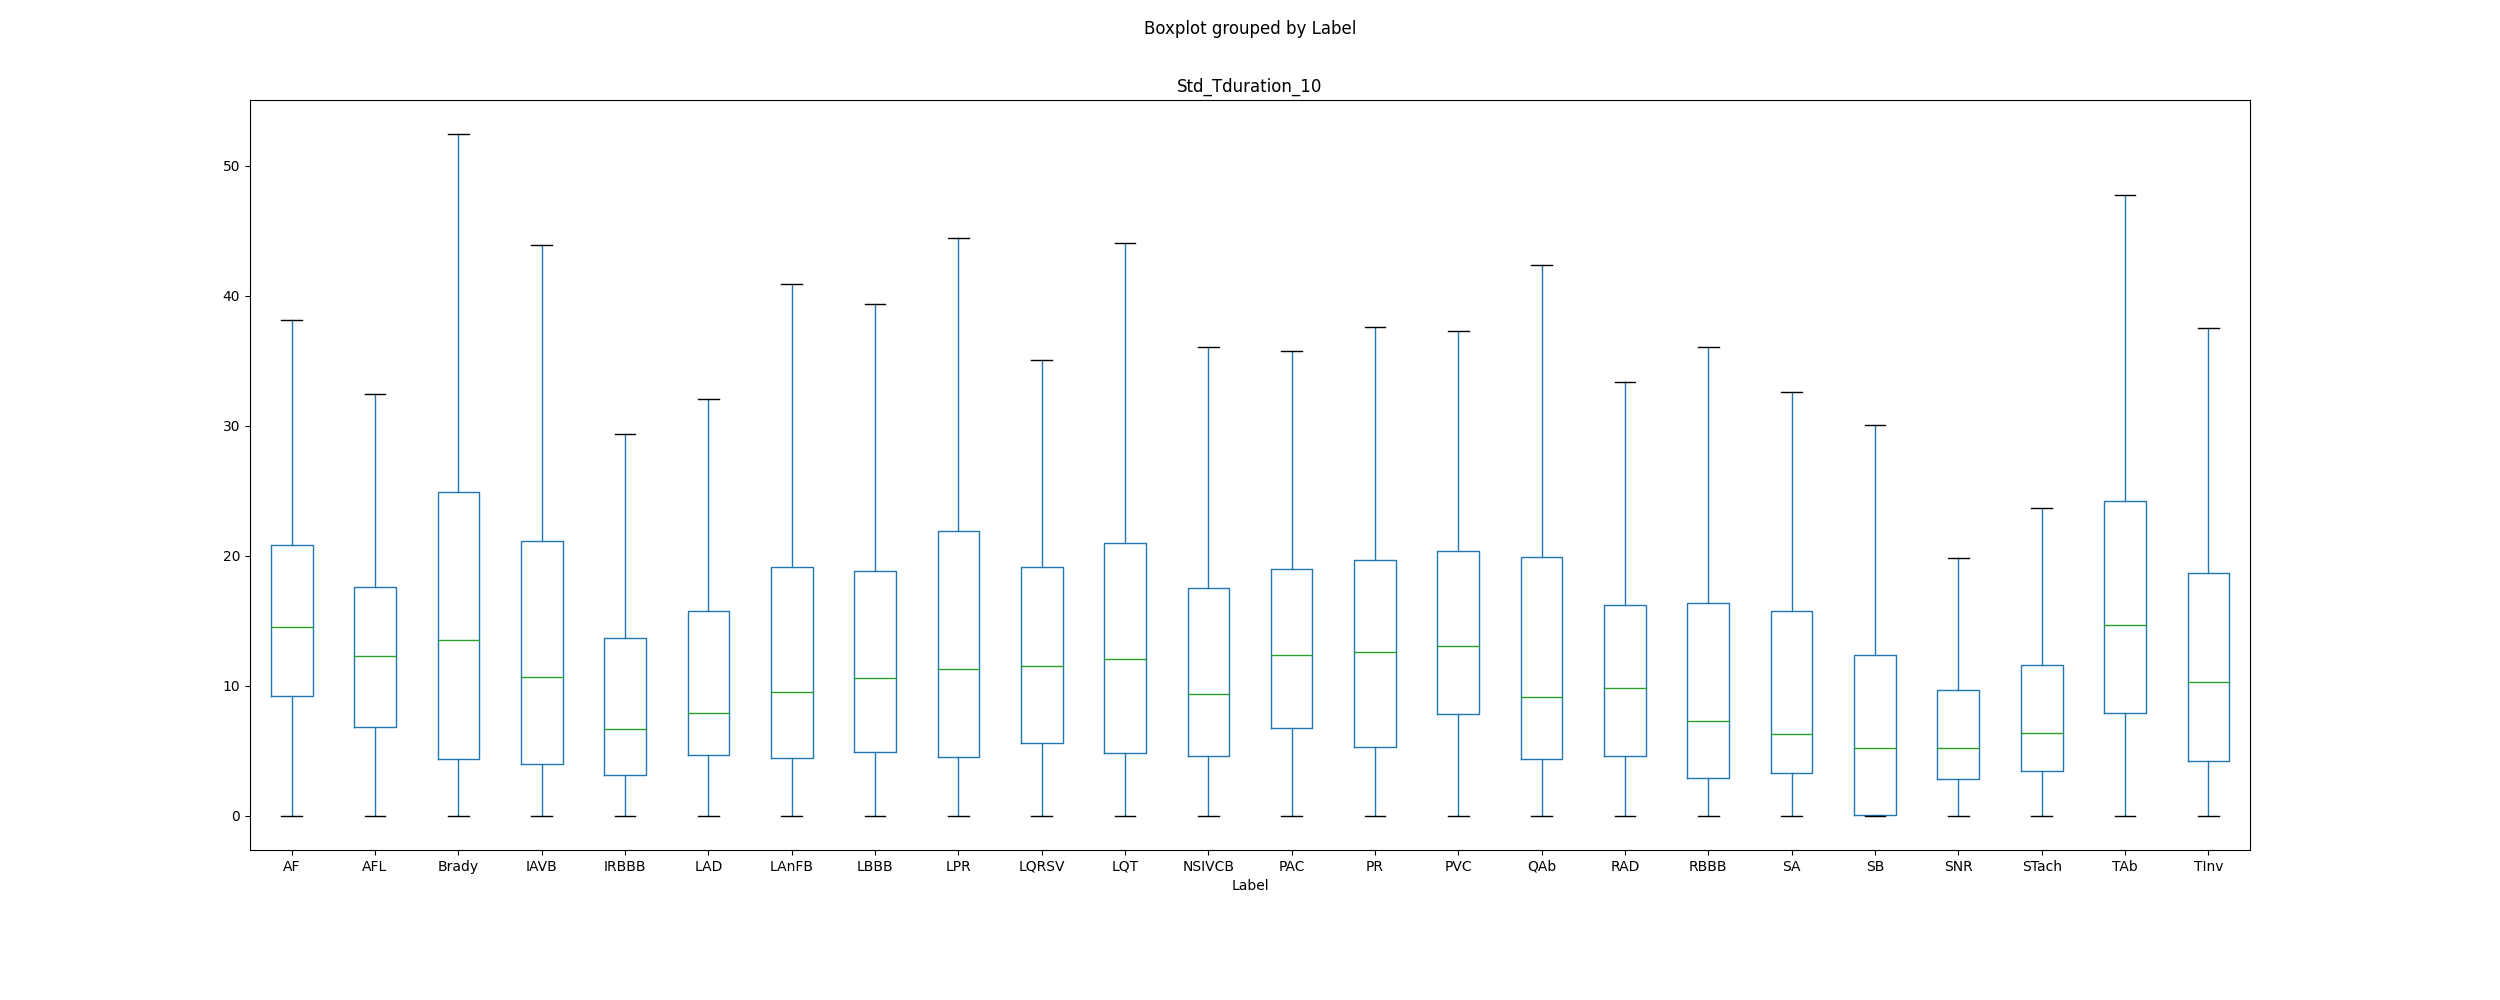 Boxplot grouped by Label
Std_Tduration_10
50
40
30
20
10
0
AF AFL Brady IAVB IRBBB LAD LAnFB LBBB LPR LQRSV LQT NSIVCB PAC PR PVC QAb RAD RBBB SA SB SNR STach TAb TInv
Label